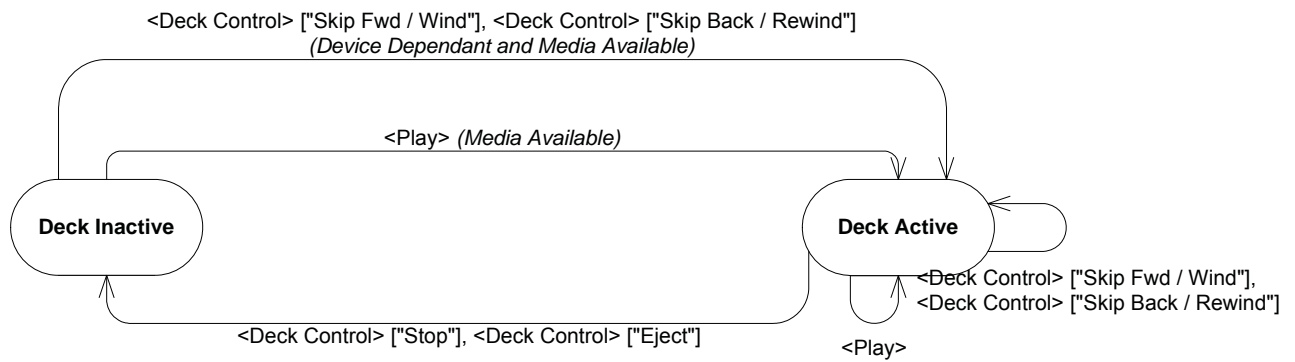 <Deck Control> ["Skip Fwd / Wind"], <Deck Control> ["Skip Back / Rewind"]
(Device Dependant and Media Available)
<Play> (Media Available)
Deck Inactive
Deck Active
<Deck Control> ["Skip Fwd / Wind"],
<Deck Control> ["Skip Back / Rewind"]
<Deck Control> ["Stop"], <Deck Control> ["Eject"]
<Play>